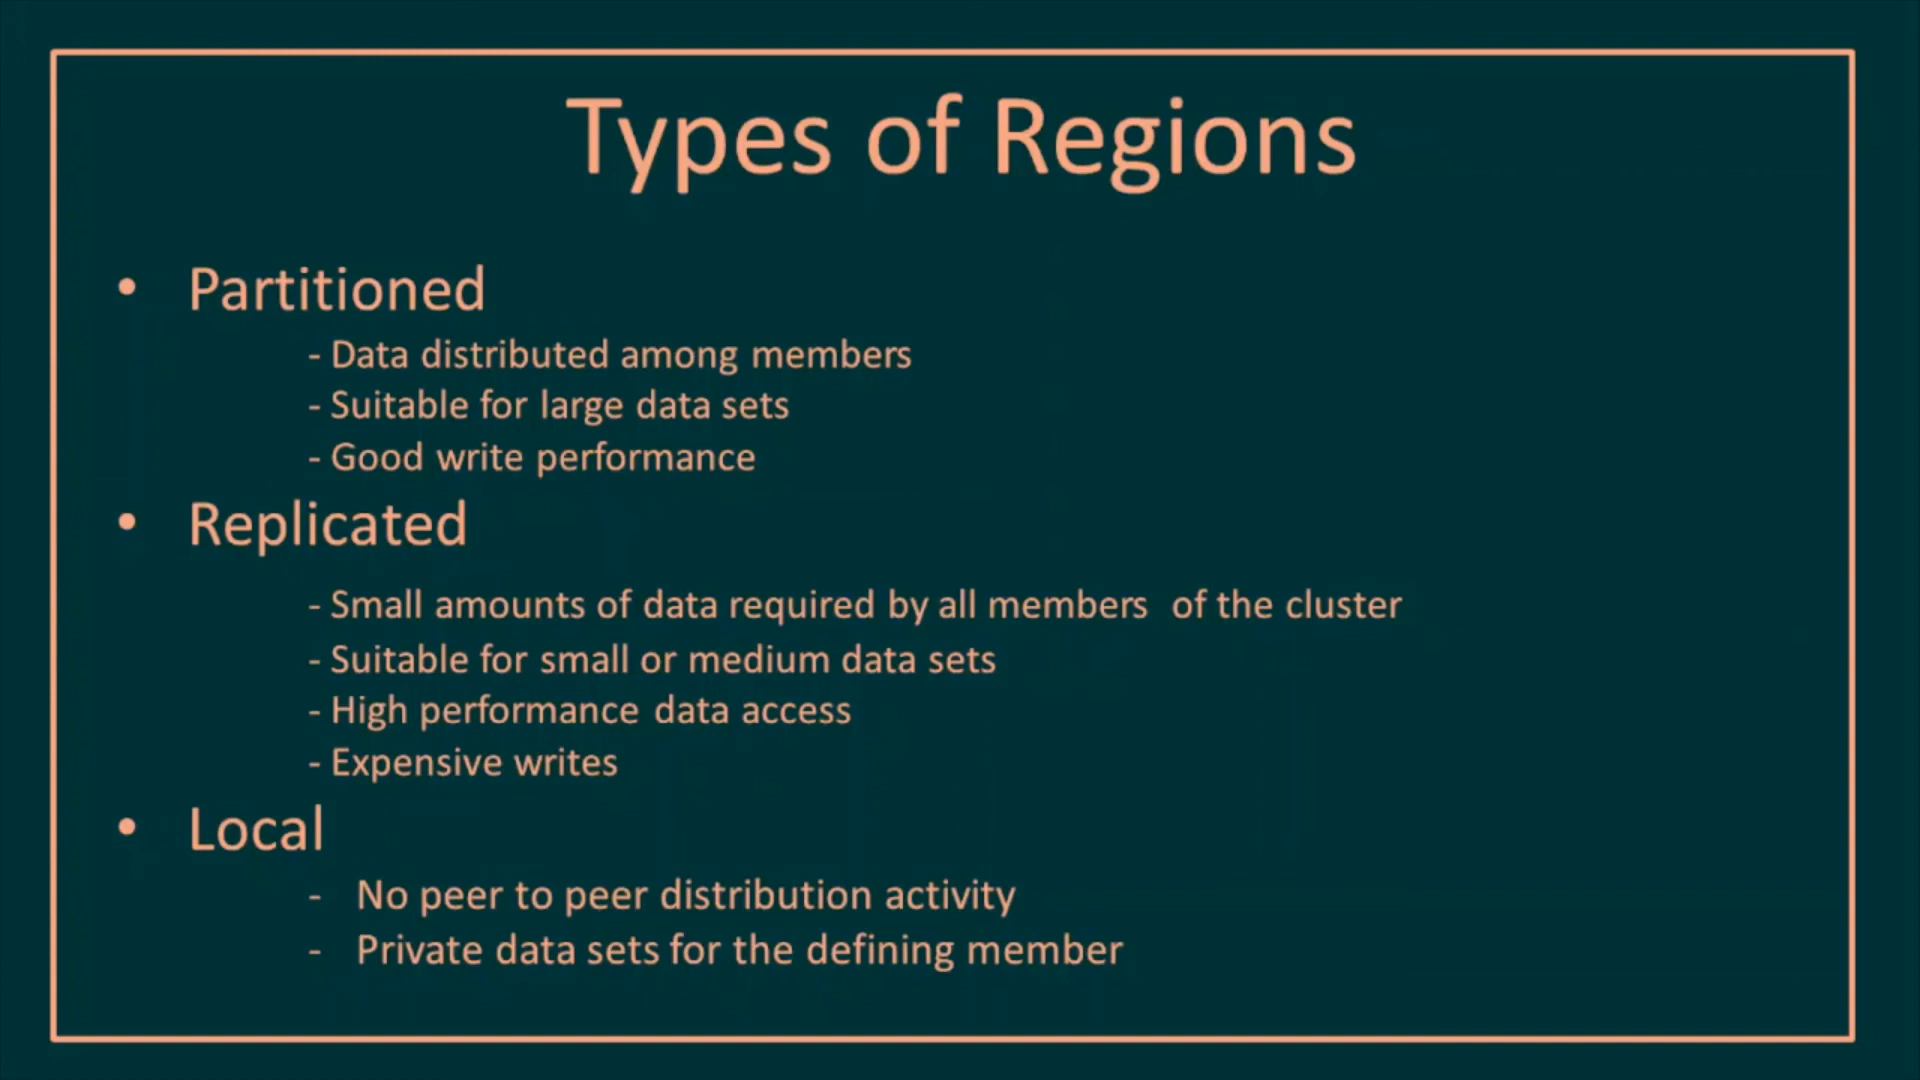 Types of Regions
• Partitioned
- Data distributed among members
- Suitable for large data sets
- Good write performance
• Replicated
- Small amounts of data required by all members of the cluster
- Suitable for small or medium data sets
- High performance data access
- Expensive writes
• Local
- No peer to peer distribution activity
- Private data sets for the defining member